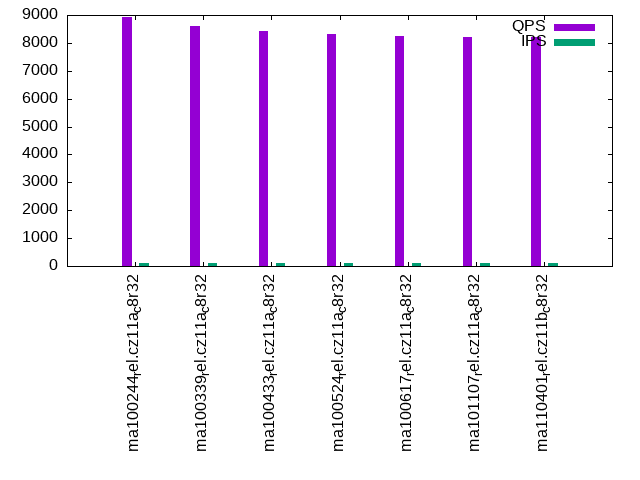 9000
8000
7000
6000
5000
4000
3000
2000
1000
0
QPS
IPS
ma100244rel.cz11ac8r32
ma100339rel.cz11ac8r32
ma100433rel.cz11ac8r32
ma100524rel.cz11ac8r32
ma100617rel.cz11ac8r32
ma101107rel.cz11ac8r32
ma110401rel.cz11bc8r32